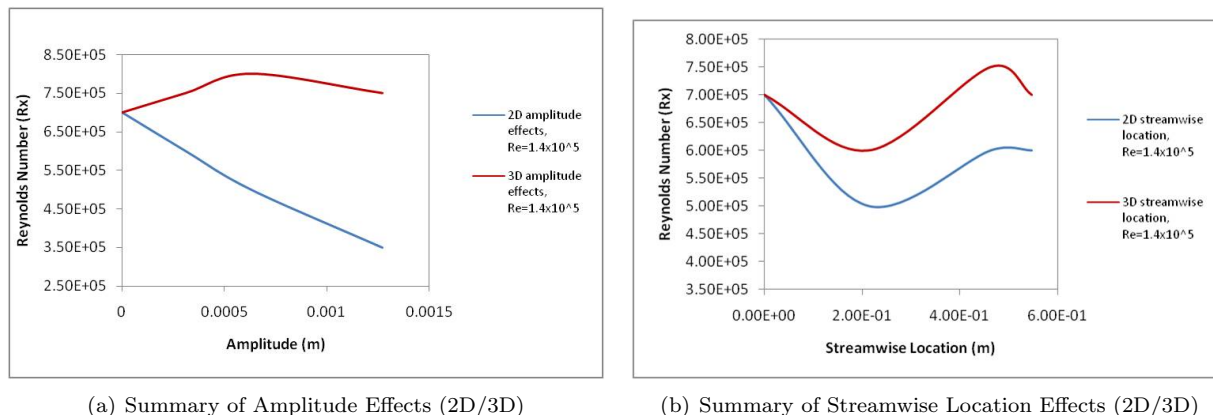 8.50E+05
7.50E+05
6.50E+05
5.50E+05
4.50E+05
3.50E+05
2.50E+05
Reynolds Number (Rx)
0 0.0005 0.001 0.0015
Amplitude (m)
2D amplitude
effects,
Re=1.4x10^5
3D amplitude
effects,
Re=1.4x10^5
(a) Summary of Amplitude Effects (2D/3D)
8.00E+05
7.50E+05
7.00E+05
6.50E+05
6.00E+05
5.50E+05
5.00E+05
4.50E+05
4.00E+05
3.50E+05
Reynolds Number (Rx)
0.00E+00 2.00E-01 4.00E-01 6.00E-01
Streamwise Location (m)
2D streamwise
location,
Re=1.4x10^5
3D streamwise
location,
Re=1.4x10^5
(b) Summary of Streamwise Location Effects (2D/3D)